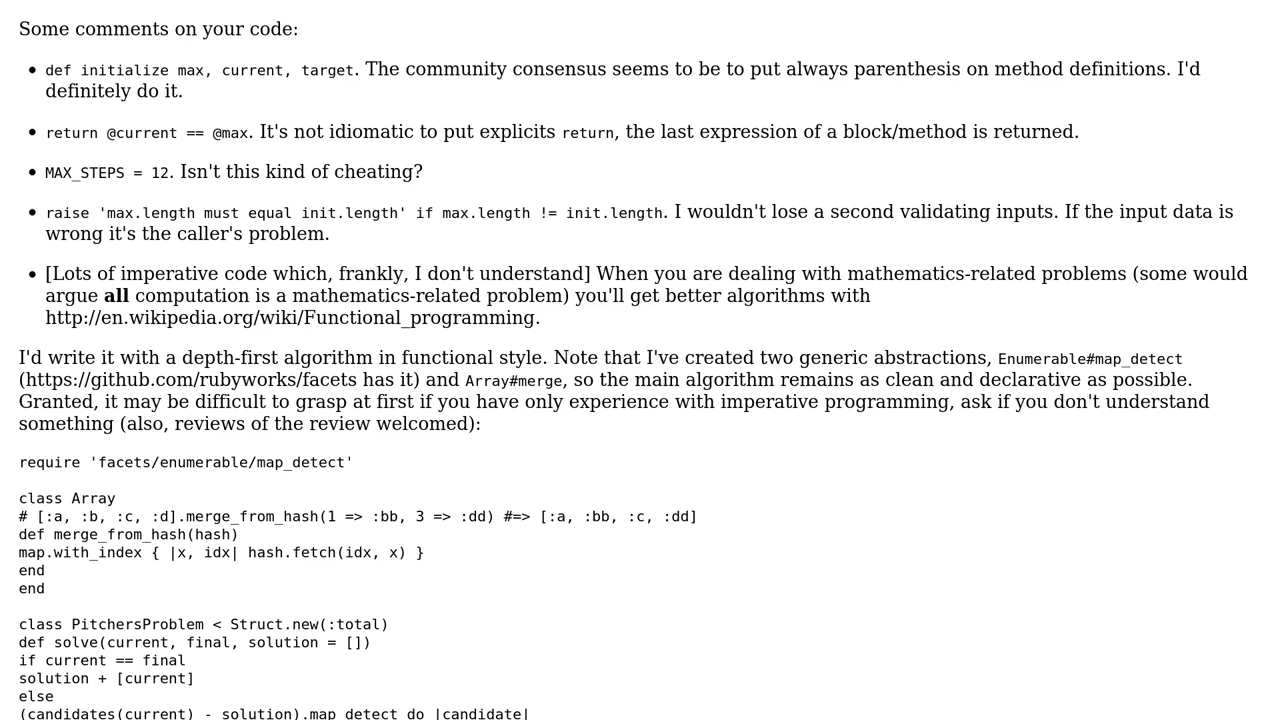 Some comments on your code:
def initialize max, current, target. The community consensus seems to be to put always parenthesis on method definitions. I'd
definitely do it.
return @current == @max. It's not idiomatic to put explicits return, the last expression of a block/method is returned.
MAX_STEPS = 12. Isn't this kind of cheating?
raise 'max.length must equal init.length' if max.length != init.length. I wouldn't lose a second validating inputs. If the input data is
wrong it's the caller's problem.
[Lots of imperative code which, frankly, I don't understand] When you are dealing with mathematics-related problems (some would
argue all computation is a mathematics-related problem) you'll get better algorithms with
http://en.wikipedia.org/wiki/Functional_programming.
I'd write it with a depth-first algorithm in functional style. Note that I've created two generic abstractions, Enumerable#map_detect
(https://github.com/rubyworks/facets has it) and Array#merge, so the main algorithm remains as clean and declarative as possible.
Granted, it may be difficult to grasp at first if you have only experience with imperative programming, ask if you don't understand
something (also, reviews of the review welcomed):
require 'facets/enumerable/map_detect'
class Array
# [:a, :b, :c, :d].merge_from_hash(1 => :bb, 3 => :dd) #=> [:a, :bb, :c, :dd]
def merge_from_hash(hash)
map.with_index { |x, idx| hash.fetch(idx, x) }
end
end
class PitchersProblem < Struct.new(:total)
def solve(current, final, solution = [])
if current == final
solution + [current]
else
(candidates(current) - solution).map_detect do |candidate|